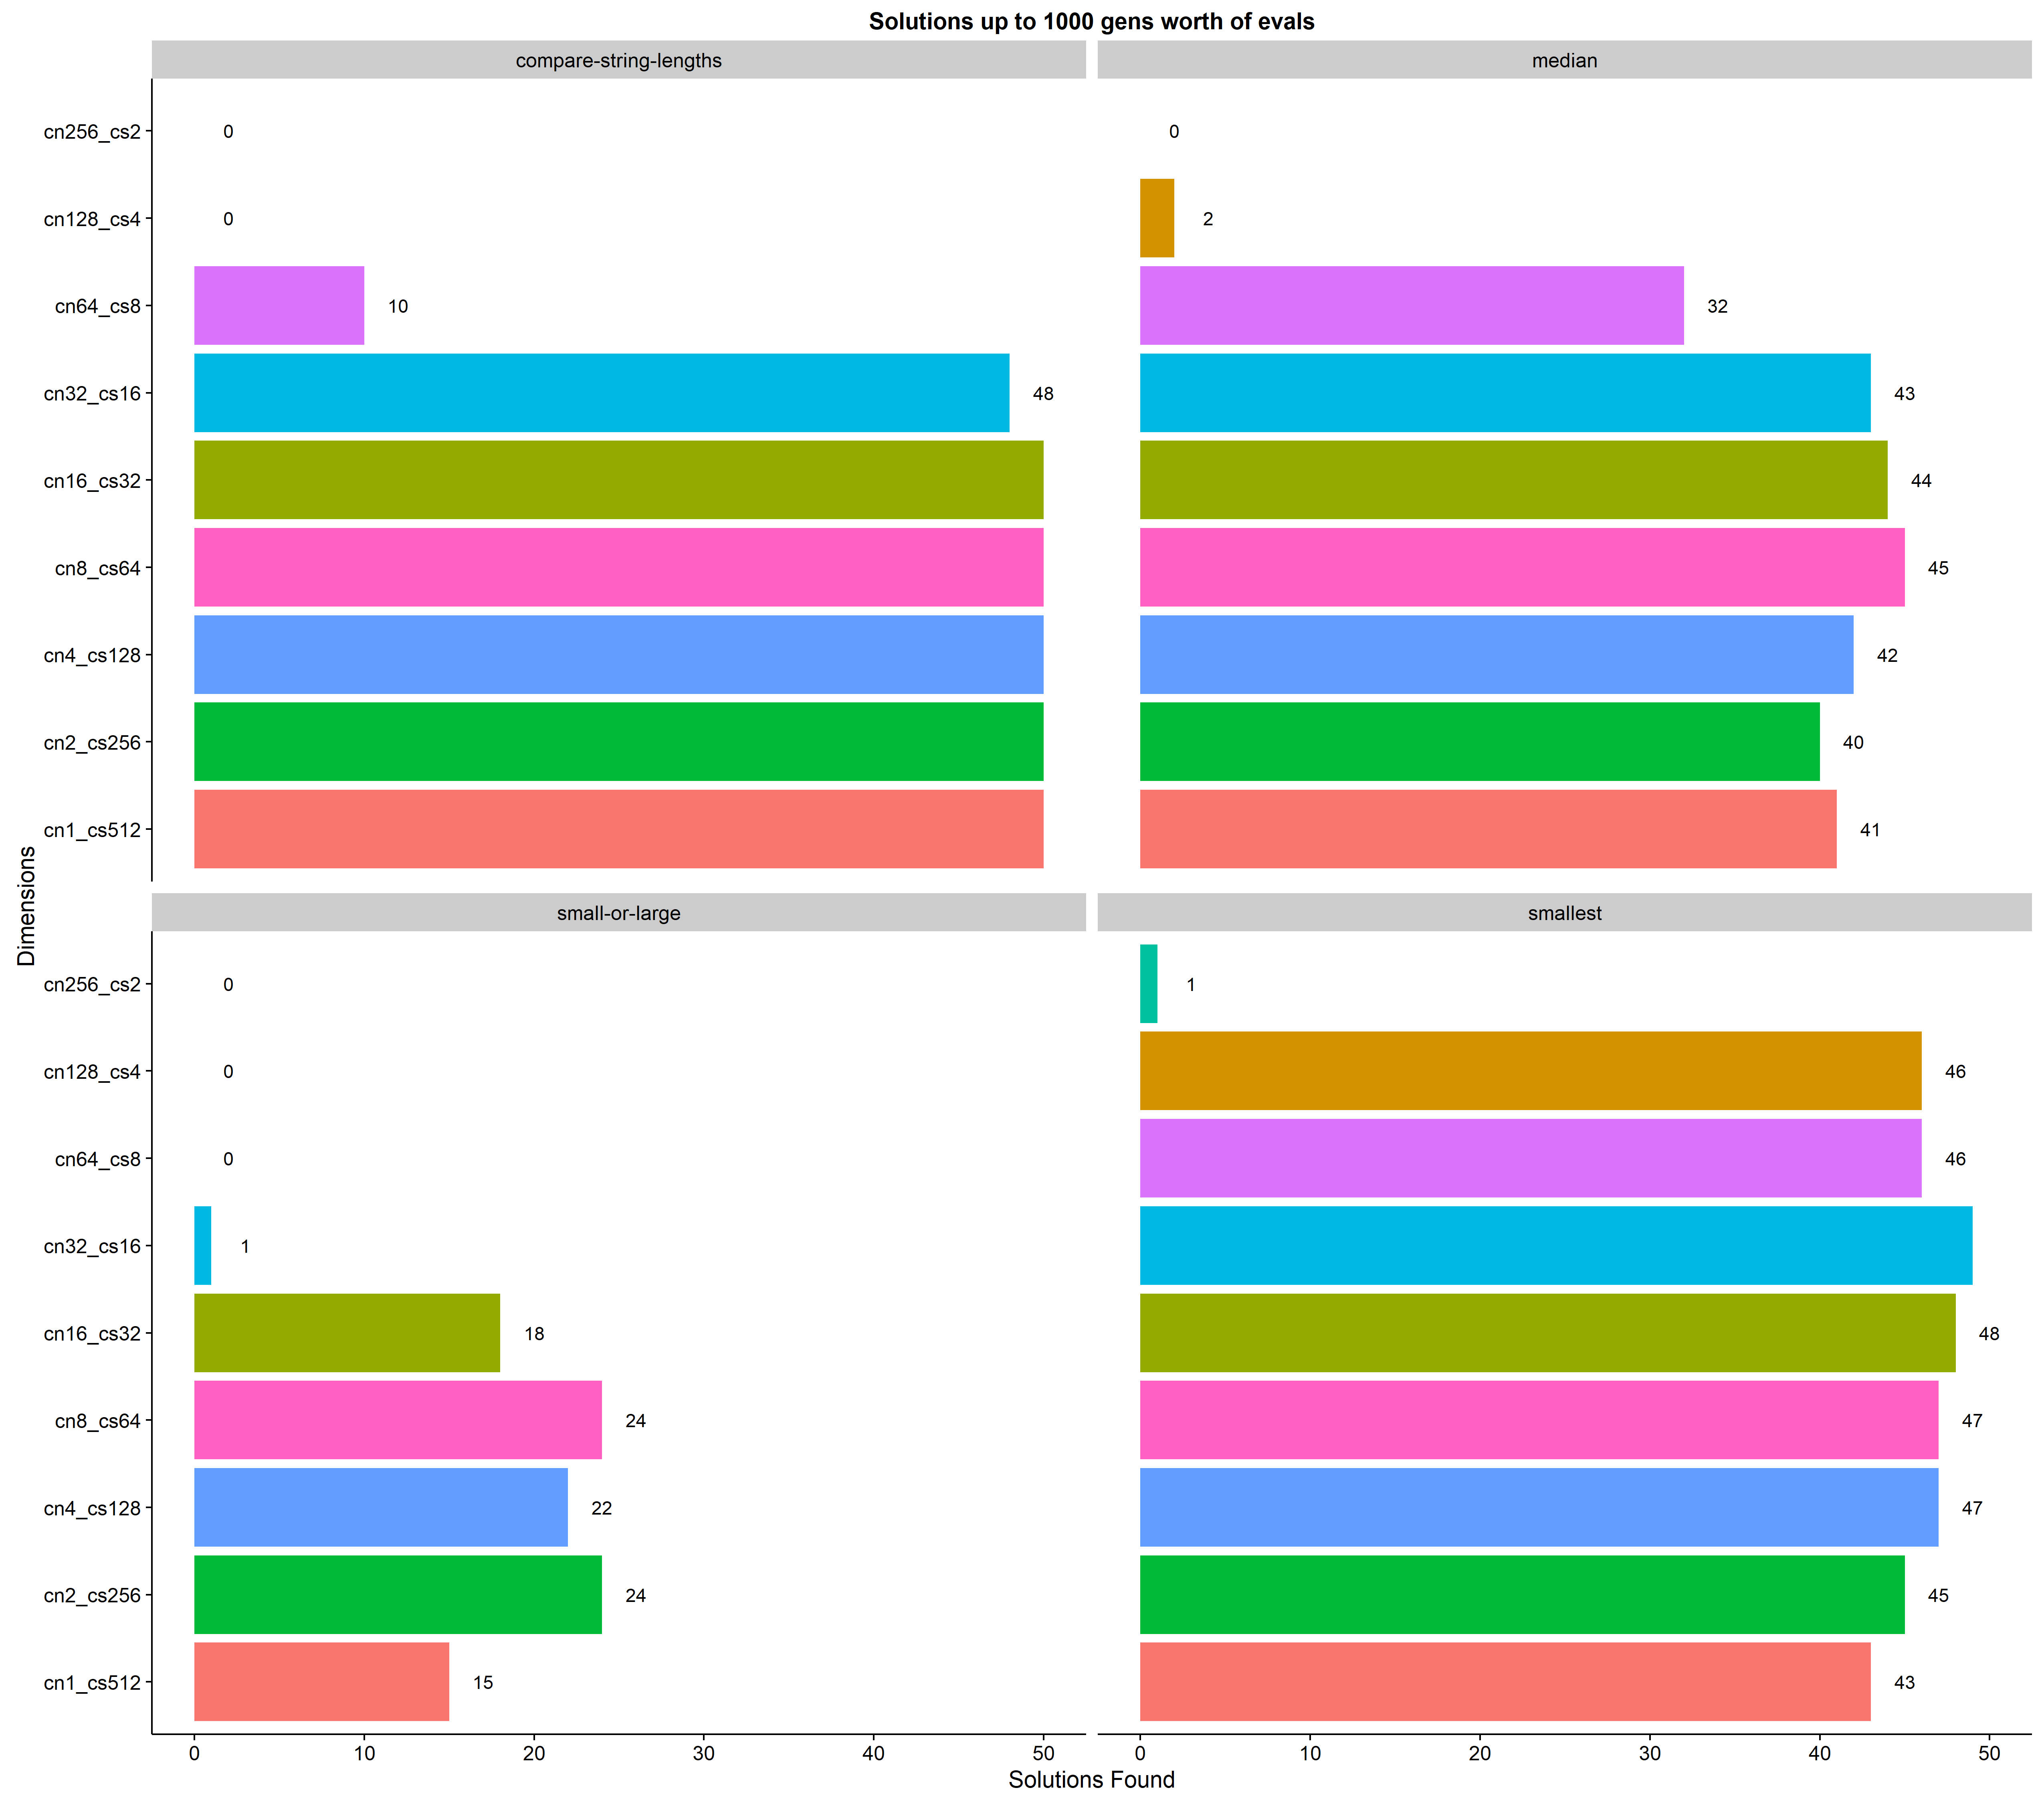 Solutions up to 1000 gens worth of evals
compare-string-lengths
cn256_cs2 0
cn128_cs4 0
cn64_cs8 10
cn32_cs16 48
cn16_cs32
cn8_cs64
cn4_cs128
cn2_cs256
cn1_cs512
median
0
2
32
43
44
45
42
40
41
Dimensions
small-or-large
cn256_cs2 0
cn128_cs4 0
cn64_cs8 0
cn32_cs16 1
cn16_cs32 18
cn8_cs64 24
cn4_cs128 22
cn2_cs256 24
cn1_cs512 15
0 10 20 30 40 50
smallest
1
46
46
48
47
47
45
43
0 10 20 30 40 50
Solutions Found